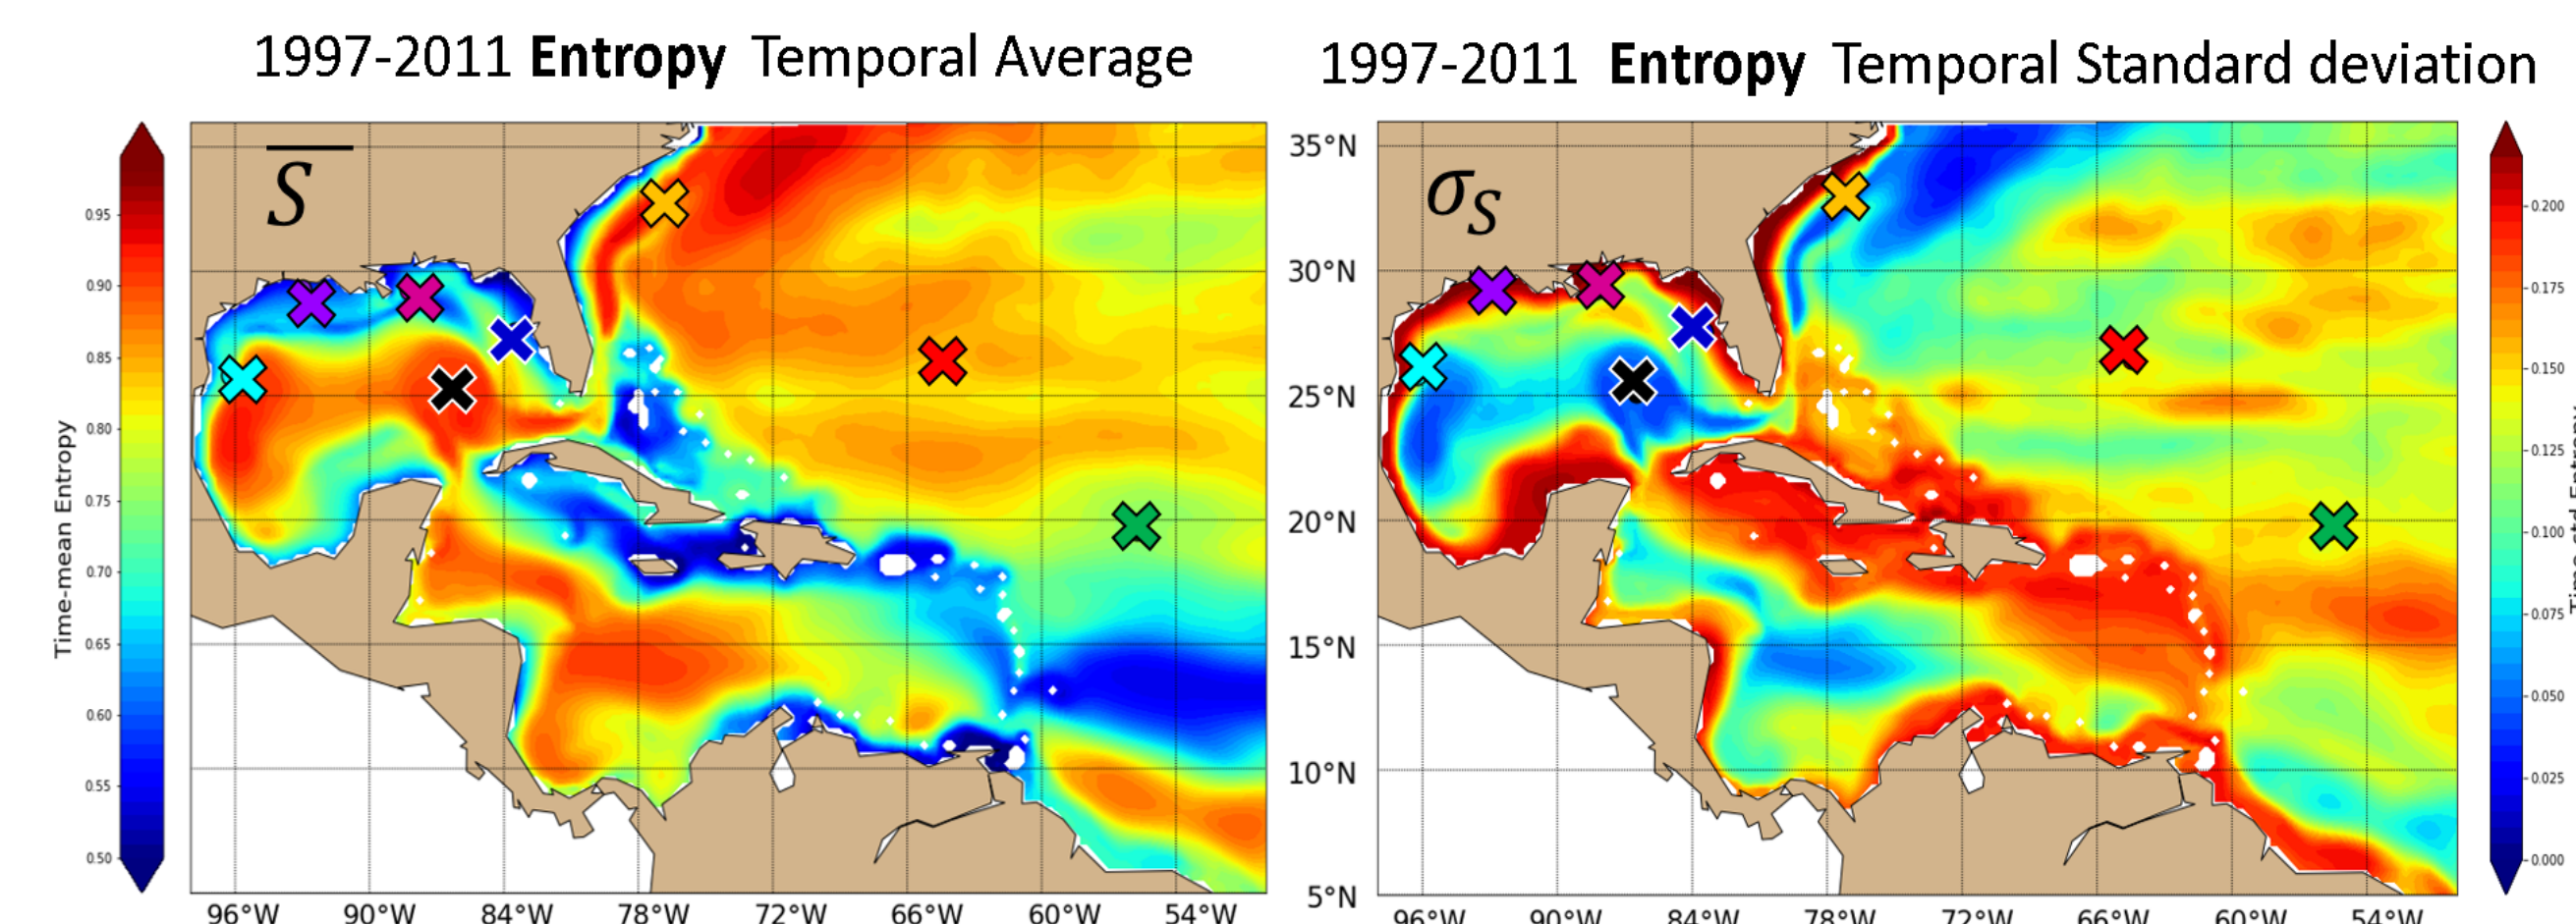 1997-2011 Entropy Temporal Average
1997-2011 Entropy Temporal Standard deviation
S
σS
Time-mean Entropy
0.95
0.90
0.85
0.80
0.75
0.70
0.65
0.60
0.55
0.50
35°N
30°N
25°N
20°N
15°N
10°N
5°N
0.200
0.175
0.150
0.125
0.100
0.075
0.050
0.025
0.000
96°W 90°W 84°W 78°W 72°W 66°W 60°W 54°W
96°W 90°W 84°W 78°W 72°W 66°W 60°W 54°W